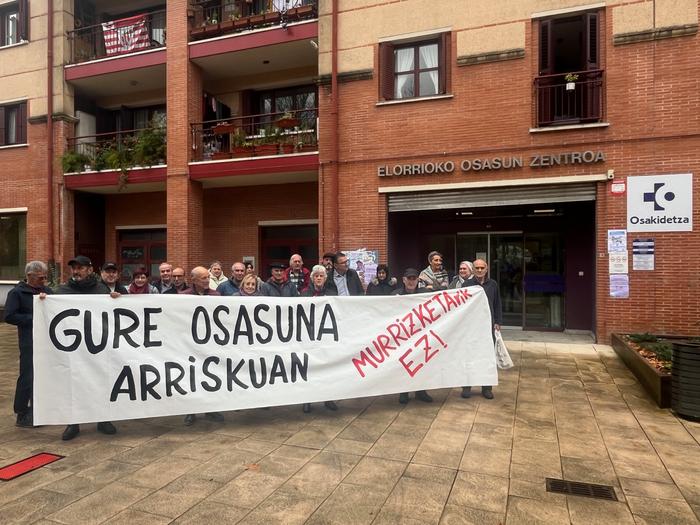 ELORRIOKO OSASUN ZENTROA
Osakidetza
GURE OSASUNA
ARRiSKUAN
MURRIZKETARIK
EZ!